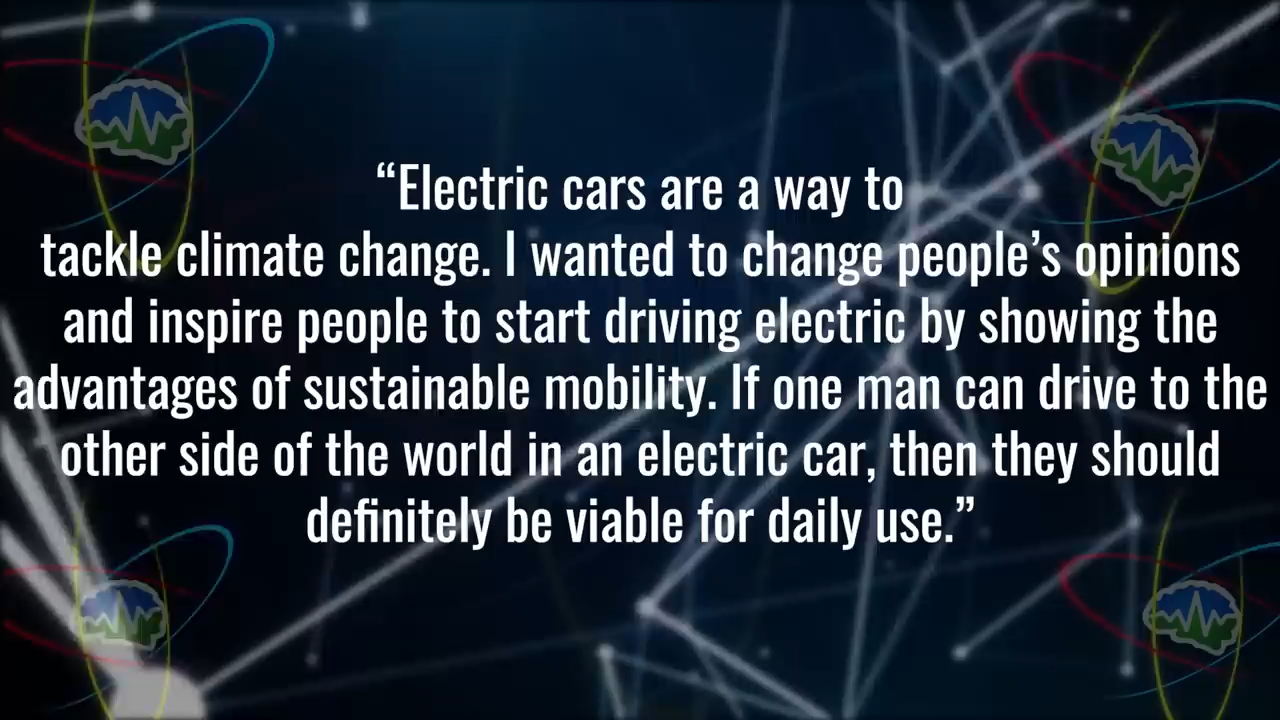 “Electric cars are a way to
tackle climate change. I wanted to change people’s opinions
and inspire people to start driving electric by showing the
advantages of sustainable mobility. If one man can drive to the
other side of the world in an electric car, then they should
definitely be viable for daily use.”